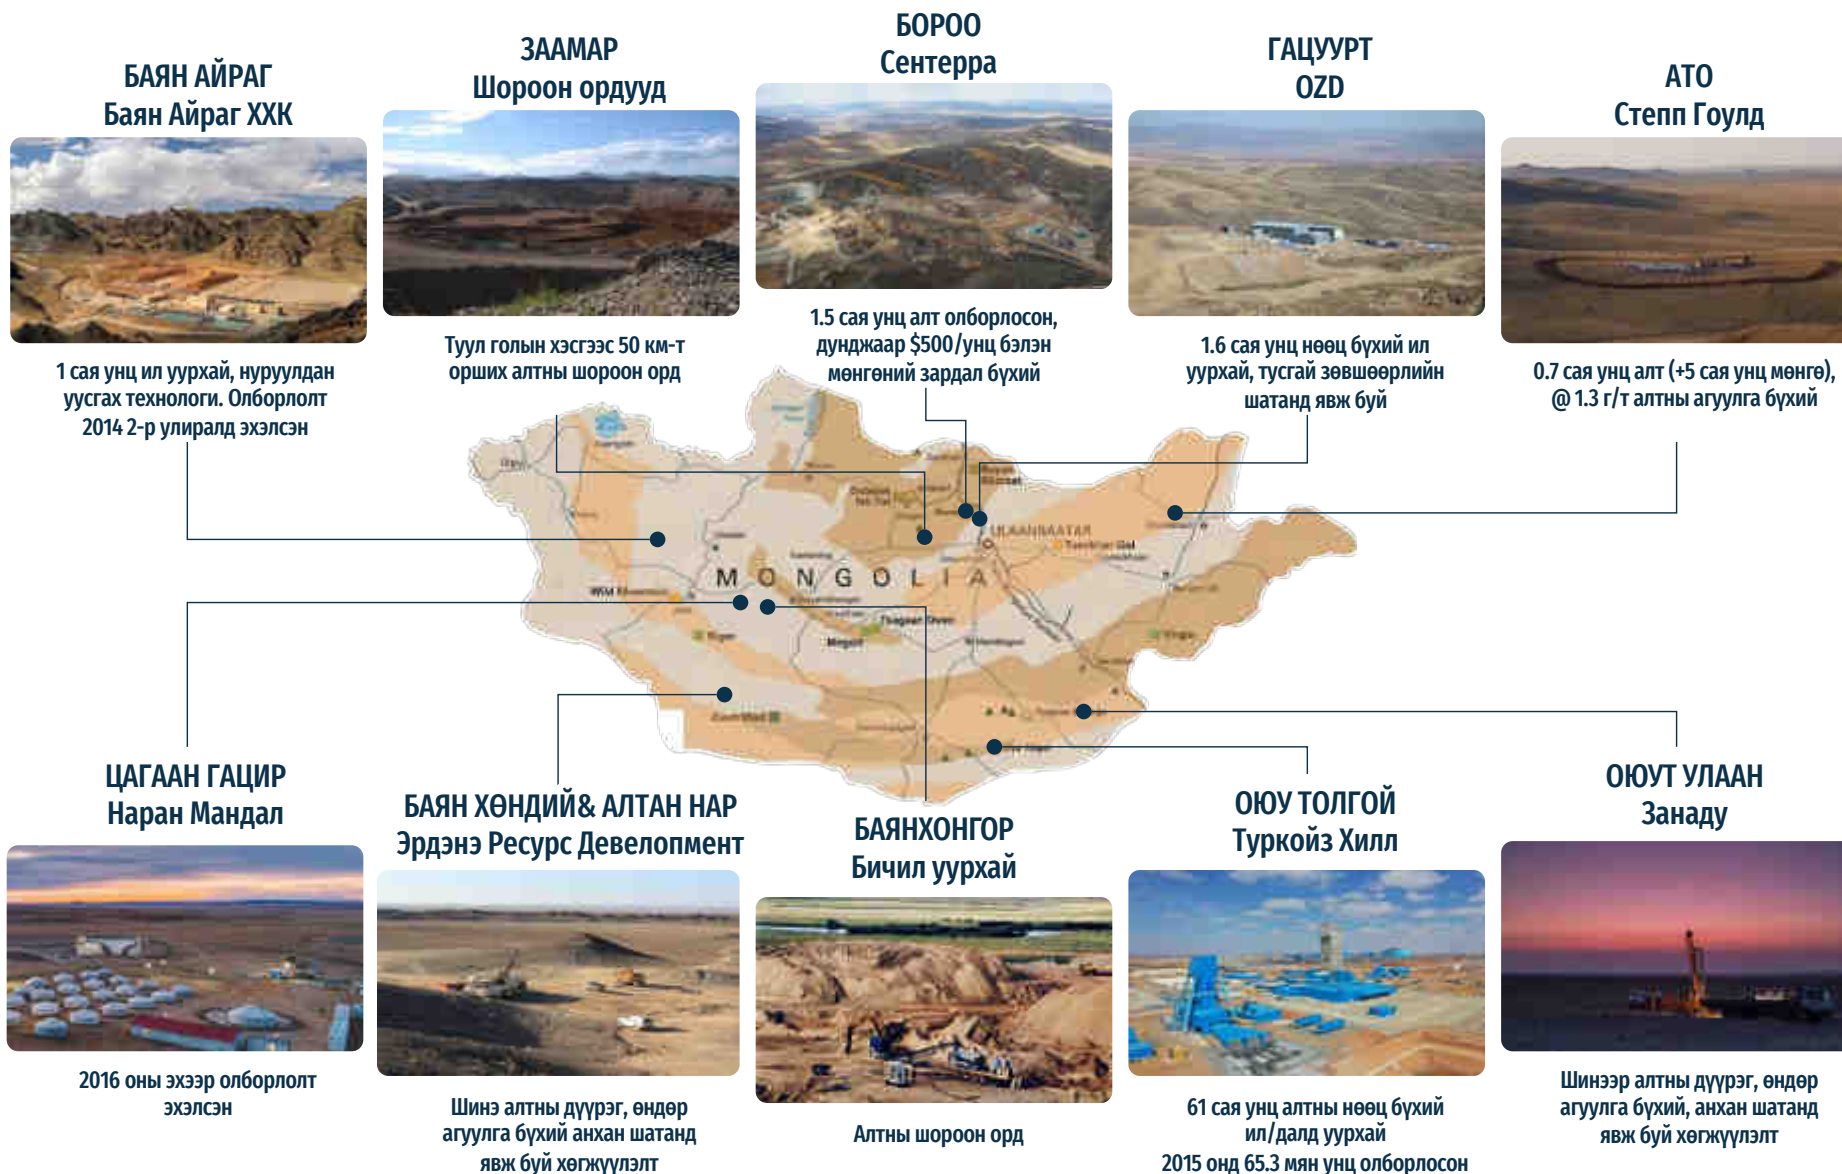 БАЯН АЙРАГ
Баян Айраг ХХК
1 сая унц ил уурхай, нуруулдан
уусгах технологи. Олборлолт
2014 2-р улиралд эхэлсэн
ЗААМАР
Шороон ордууд
Туул голын хэсгээс 50 км-т
орших алтны шороон орд
БОРОО
Сентерра
1.5 сая унц алт олборлосон,
дунджаар $500/унц бэлэн
мөнгөний зардал бүхий
ГАЦУУРТ
OZD
1.6 сая унц нөөц бүхий ил
уурхай, тусгай зөвшөөрлийн
шатанд явж буй
АТО
Степп Гоулд
0.7 сая унц алт (+5 сая унц мөнгө),
@ 1.3 г/т алтны агуулга бүхий
ULAANBAATAR
MONGOLIA
ЦАГААН ГАЦИР
Наран Мандал
2016 оны эхээр олборлолт
эхэлсэн
БАЯН ХӨНДИЙ& АЛТАН НАР
Эрдэнэ Ресурс Девелопмент
Шинэ алтны дүүрэг, өндөр
агуулга бүхий анхан шатанд
явж буй хөгжүүлэлт
БАЯНХОНГОР
Бичил уурхай
Алтны шороон орд
ОЮУ ТОЛГОЙ
Туркойз Хилл
61 сая унц алтны нөөц бүхий
ил/далд уурхай
2015 онд 65.3 мян унц олборлосон
ОЮУТ УЛААН
Занаду
Шинээр алтны дүүрэг, өндөр
агуулга бүхий, анхан шатанд
явж буй хөгжүүлэлт